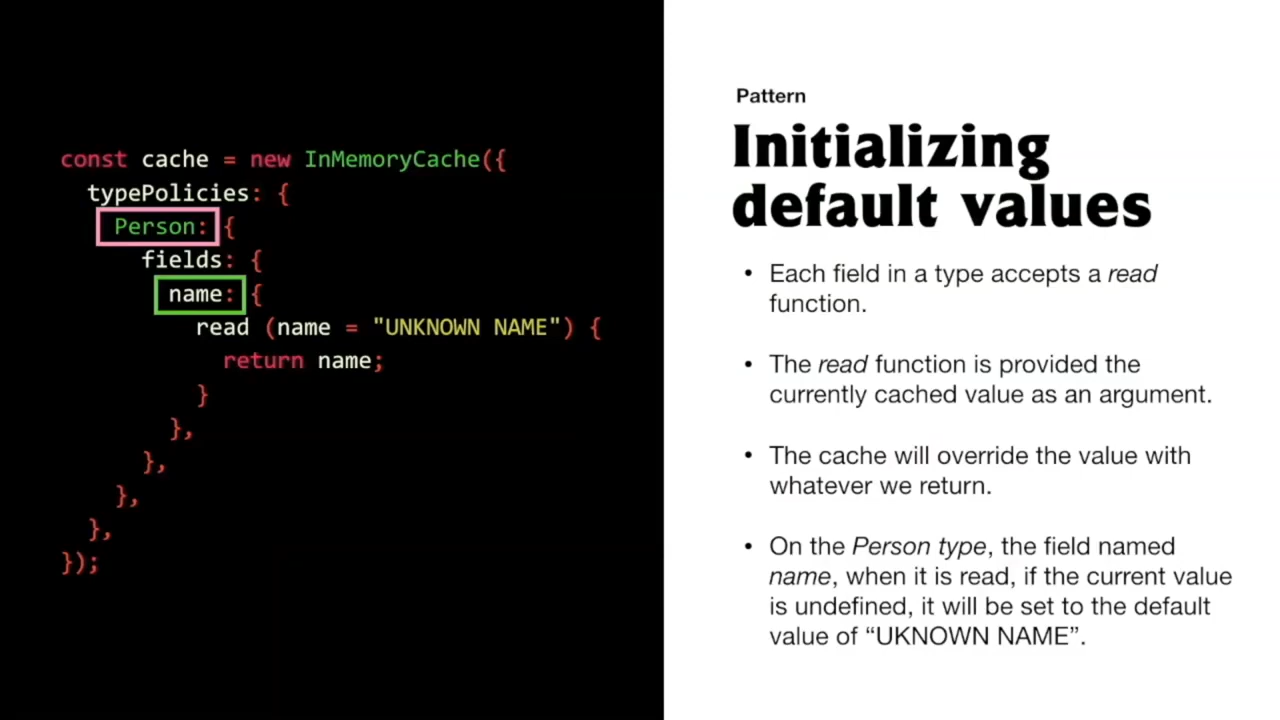 const cache = new InMemoryCache({
typePolicies: {
Person: {
fields: {
name: {
read (name = "UNKNOWN NAME") {
return name;
}
},
},
},
},
});
Pattern
Initializing
default values
• Each field in a type accepts a read
function.
• The read function is provided the
currently cached value as an argument.
• The cache will override the value with
whatever we return.
• On the Person type, the field named
name, when it is read, if the current value
is undefined, it will be set to the default
value of “UKNOWN NAME”.